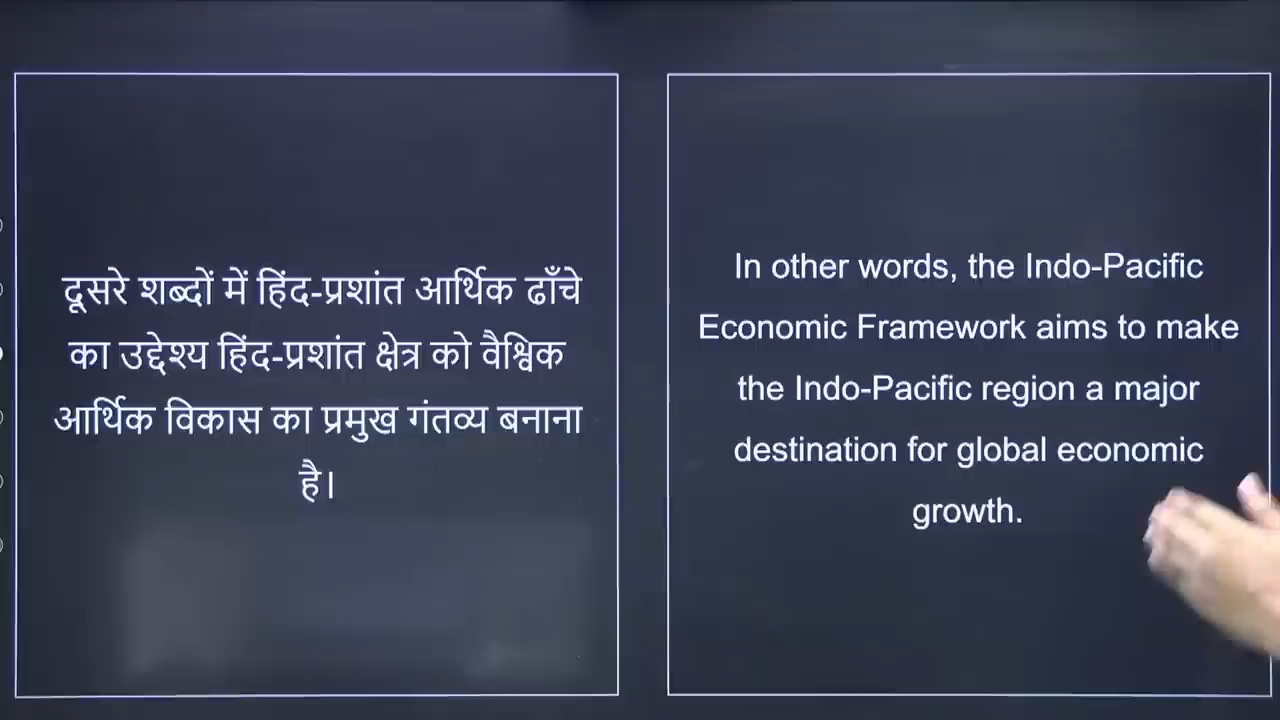 दूसरे शब्दों में हिंद-प्रशांत आर्थिक ढाँचे
का उद्देश्य हिंद-प्रशांत क्षेत्र को वैश्विक
आर्थिक विकास का प्रमुख गंतव्य बनाना
है।
In other words, the Indo-Pacific
Economic Framework aims to make
the Indo-Pacific region a major
destination for global economic
growth.